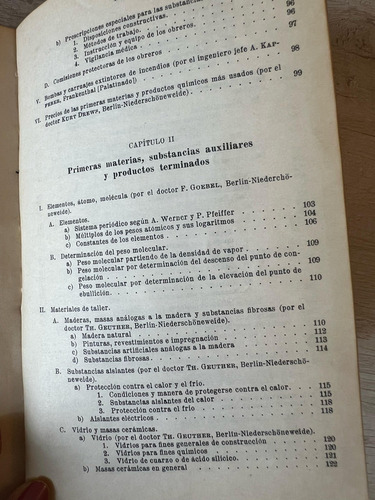 b) Proscripciones especiales para las substancias
1. Disposiciones constructivas. 96
2. Métodos de trabajo. 96
3. Instrucción y equipo de los obreros. 97
4. Vigilancia médica
D. Comisiones protectoras de los obreros
V. Bombas y carruajes extintores de incendios (por el ingeniero jefe A. KAP-
Frankenthal [Palatinado] 98
VI. Precios de las primeras materias y productos químicos más usados (por el
doctor KURT DREWS, Berlin-Niederschöneweide). 99
CAPÍTULO II
Primeras materias, substancias auxiliares
y productos terminados
I. Elementos, átomo, molécula (por el doctor F. GOEBEL, Berlin-Niederschö-
neweide).
A. Elementos.
a) Sistema periódico según A. WERNER y P. Pfeiffer 103
b) Múltiplos de los pesos atómicos y sus logaritmos 104
c) Constantes de los elementos 106
B. Determinación del peso molecular.
a) Peso molecular partiendo de la densidad de vapor 109
b) Peso molecular por determinación del descenso del punto de con-
gelación 109
c) Peso molecular por determinación de la elevación del punto de
ebullición 110
II. Materiales de taller.
A. Maderas, masas análogas a la madera y substancias fibrosas (por el
doctor TH. GEUTHER, Berlin-Niederschöneweide).
a) Madera natural 110
b) Pinturas, revestimientos e impregnación 112
c) Substancias artificiales análogas a la madera 113
d) Substancias fibrosas 114
B. Substancias aislantes (por el doctor TH. GEUTHER, Berlin-Niederschö-
newelde).
a) Protección contra el calor y el frío.
1. Condiciones y manera de protegerse contra el calor. 115
2. Substancias aislantes del calor 115
3. Protección contra el frío 118
b) Aislantes eléctricos 118
C. Vidrio y masas cerámicas.
a) Vidrio (por el doctor TH. GEUTHER, Berlin-Niederschöneweide).
1. Vidrios para fines generales de construcción 120
2. Vidrios para fines químicos 120
3. Vidrio de cuarzo o de ácido silícico. 121
b) Masas cerámicas en general 122